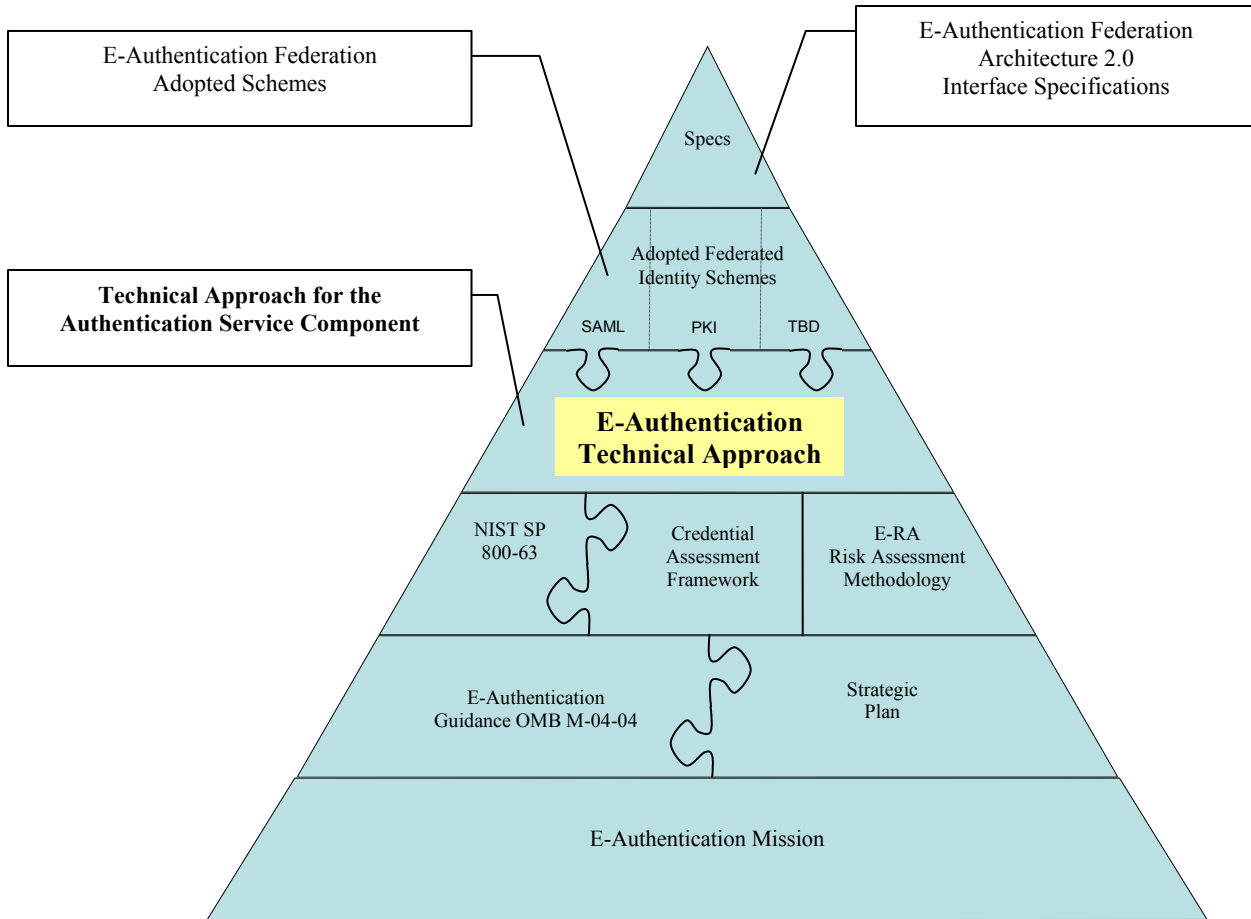 E-Authentication Federation
Adopted Schemes
E-Authentication Federation
Architecture 2.0
Interface Specifications
Specs
Adopted Federated
Identity Schemes
SAML
PKI
TBD
Technical Approach for the
Authentication Service Component
E-Authentication
Technical Approach
NIST SP
800-63
Credential
Assessment
Framework
E-RA
Risk Assessment
Methodology
E-Authentication
Guidance OMB M-04-04
Strategic
Plan
E-Authentication Mission